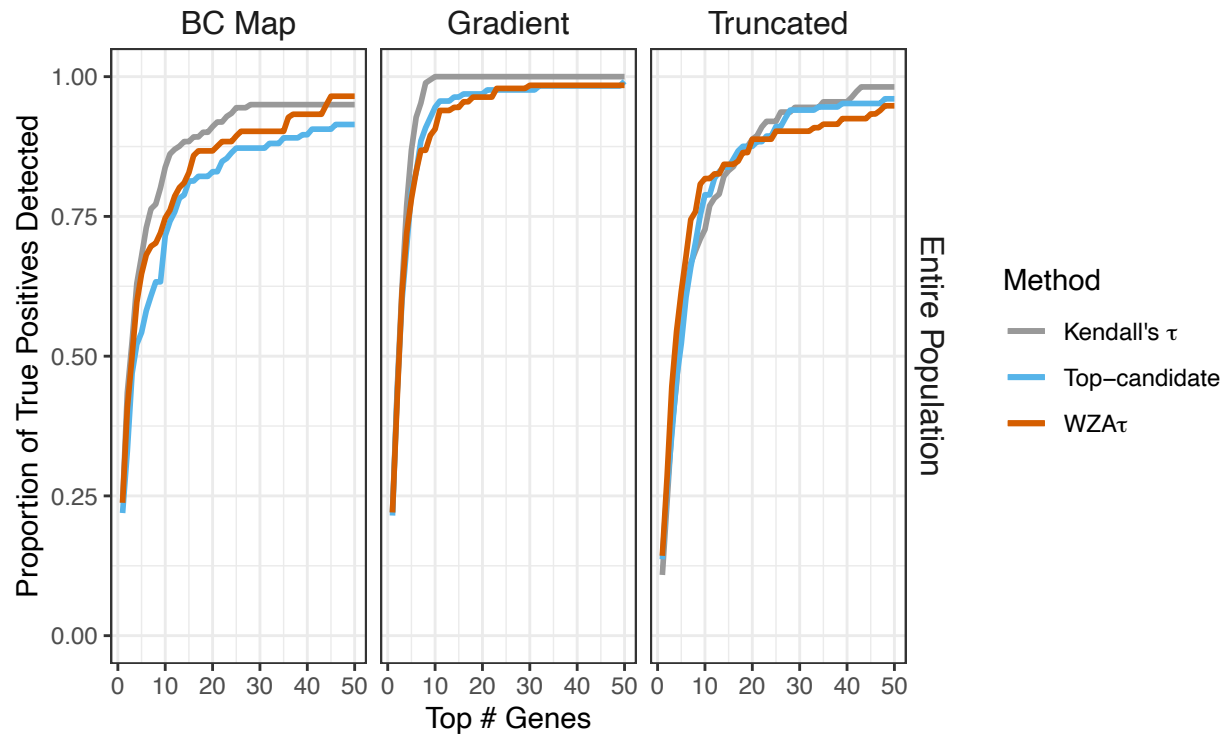 BC Map Gradient Truncated
Proportion of True Positives Detected
1.00
0.75
0.50
0.25
0.00
0 10 20 30 40 50 0 10 20 30 40 50 0 10 20 30 40 50
Top # Genes
Entire Population
Method
Kendall's τ
Top−candidate
WZAτ